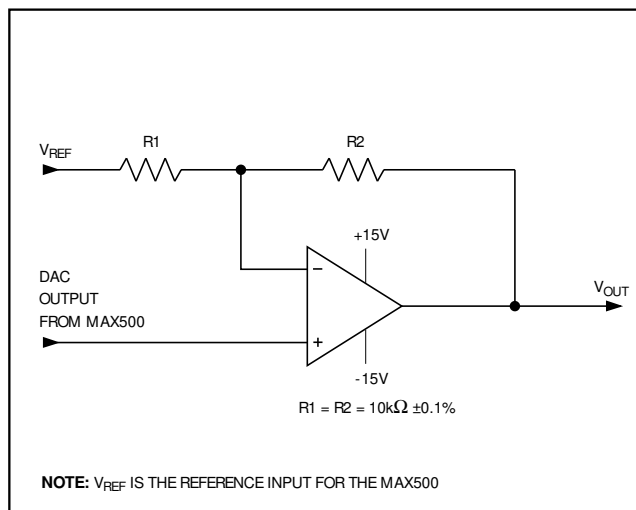 R1
R2
VREF
+15V
−
DAC
OUTPUT
FROM MAX500
VOUT
+
-15V
R1 = R2 = 10kΩ ±0.1%
NOTE: VREF IS THE REFERENCE INPUT FOR THE MAX500